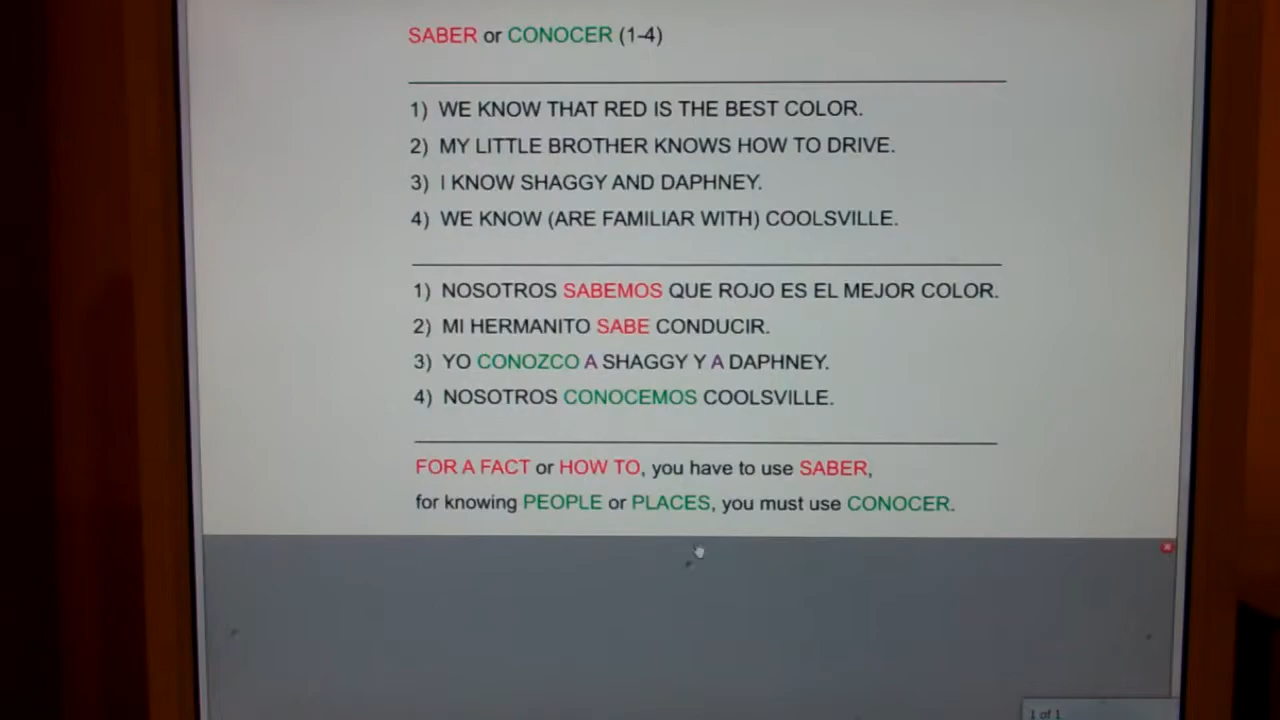 SABER or CONOCER (1-4)
1) WE KNOW THAT RED IS THE BEST COLOR.
2) MY LITTLE BROTHER KNOWS HOW TO DRIVE.
3) I KNOW SHAGGY AND DAPHNEY.
4) WE KNOW (ARE FAMILIAR WITH) COOLSVILLE.
1) NOSOTROS SABEMOS QUE ROJO ES EL MEJOR COLOR.
2) MI HERMANITO SABE CONDUCIR.
3) YO CONOZCO A SHAGGY Y A DAPHNEY.
4) NOSOTROS CONOCEMOS COOLSVILLE.
FOR A FACT or HOW TO, you have to use SABER,
for knowing PEOPLE or PLACES, you must use CONOCER.
1 of 1